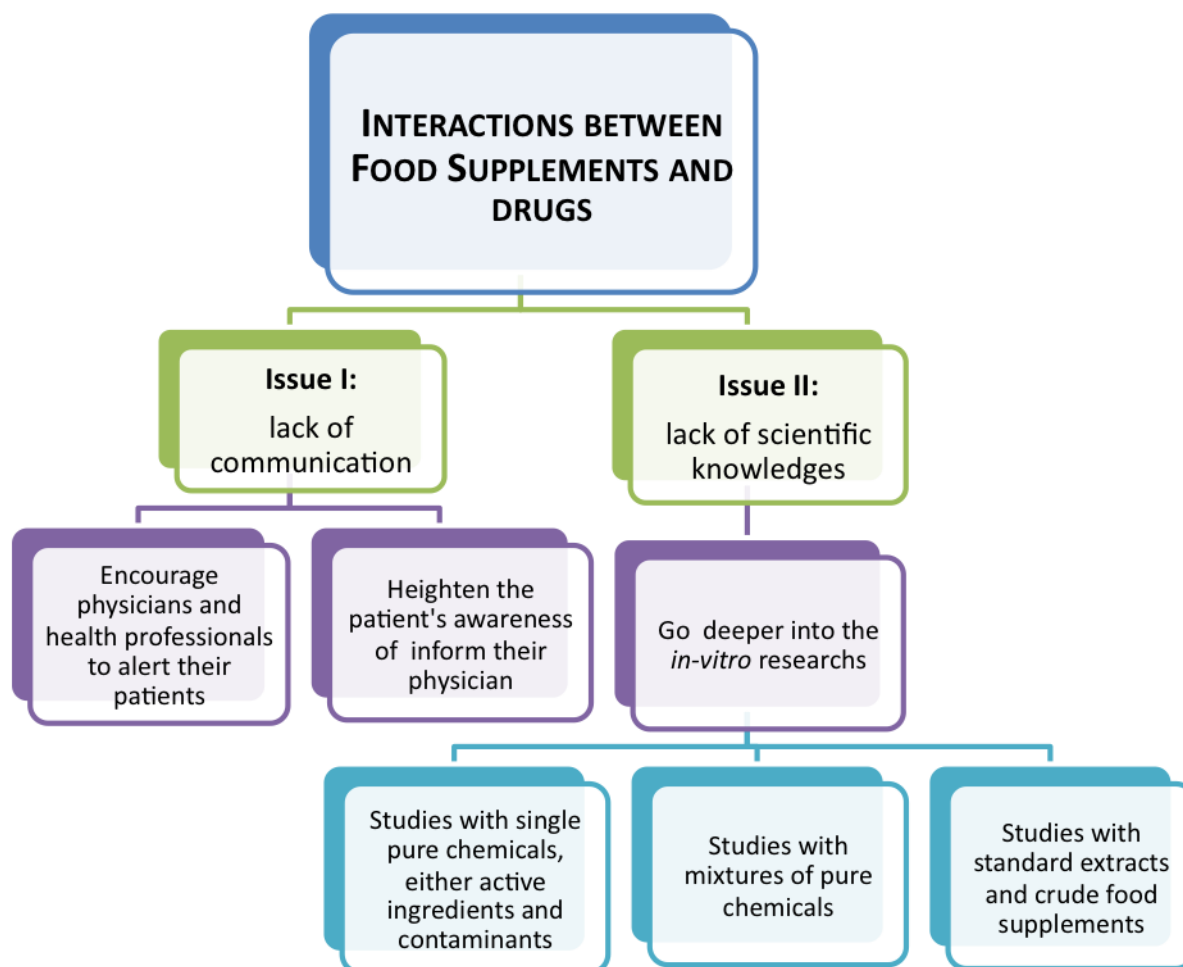 INTERACTIONS BETWEEN
FOOD SUPPLEMENTS AND
DRUGS
Issue I:
lack of
communication
Issue II:
lack of scientific
knowledges
Encourage
physicians and
health professionals
to alert their
patients
Heighten the
patient's awareness
of inform their
physician
Go deeper into the
in-vitro researchs
Studies with single
pure chemicals,
either active
ingredients and
contaminants
Studies with
mixtures of pure
chemicals
Studies with
standard extracts
and crude food
supplements